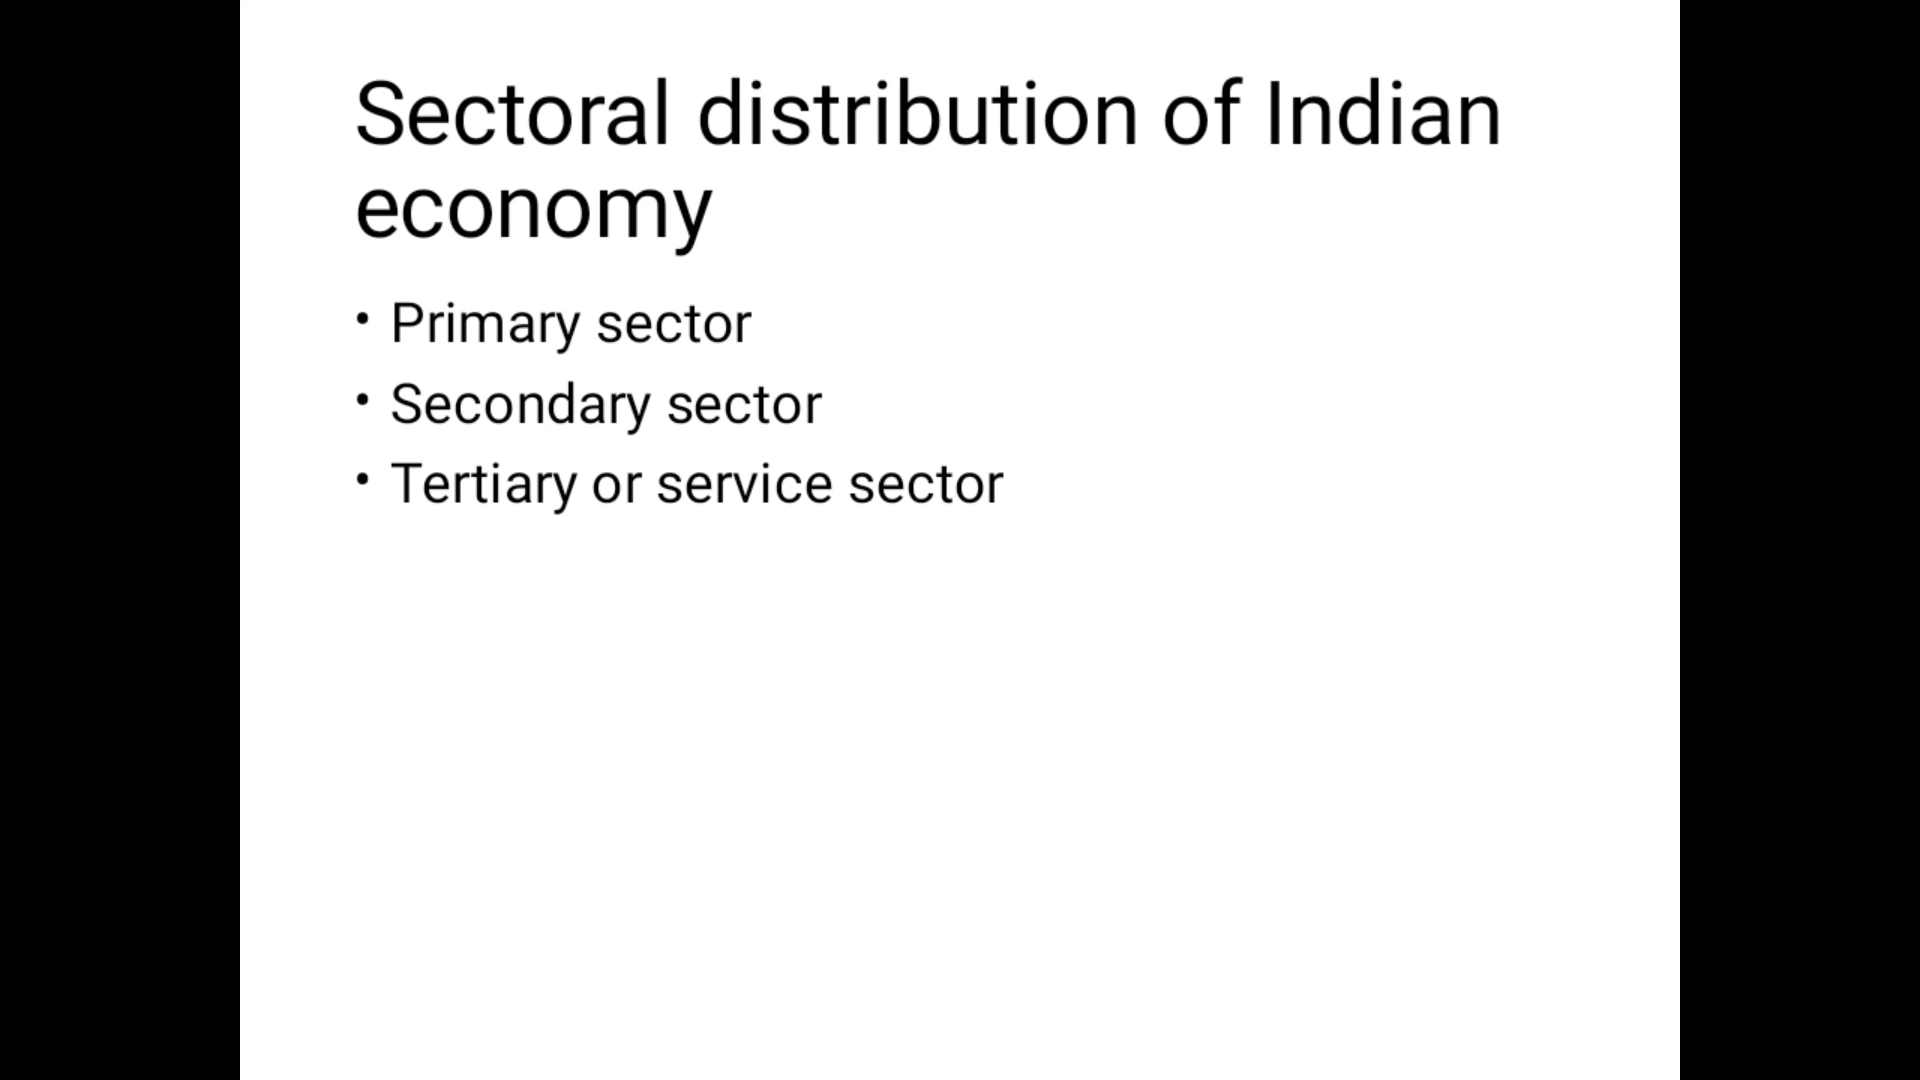 Sectoral distribution of Indian
economy
• Primary sector
• Secondary sector
• Tertiary or service sector